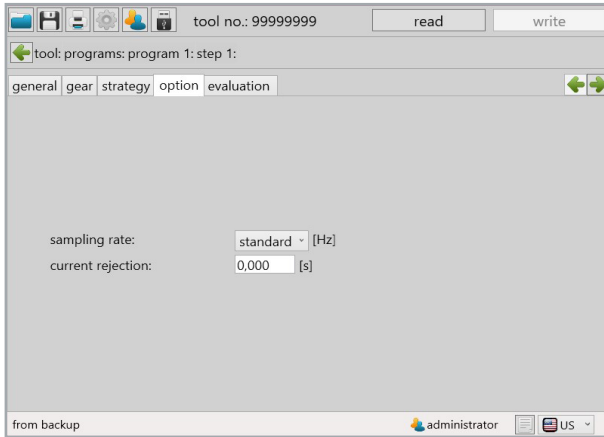 tool no.: 99999999 read write
tool: programs: program 1: step 1:
general gear strategy option evaluation
sampling rate: standard [Hz]
current rejection: 0,000 [s]
from backup administrator US